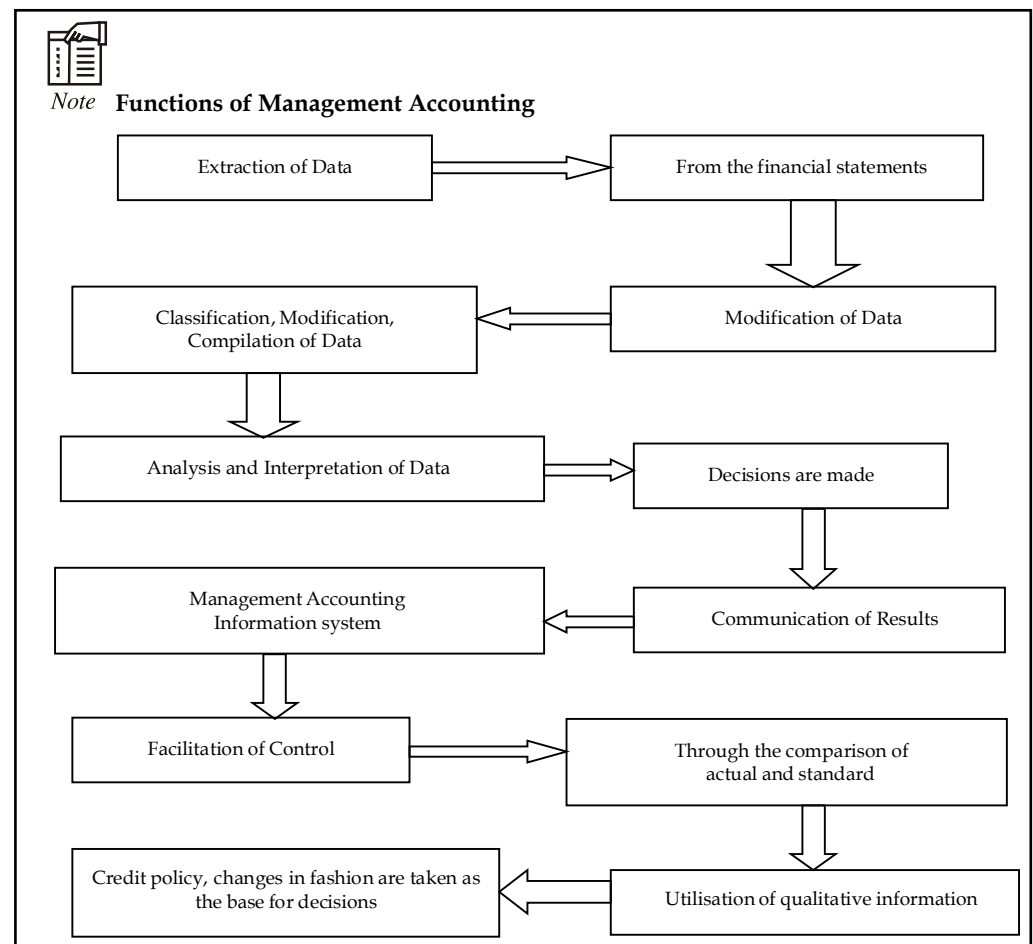 Note Functions of Management Accounting
Extraction of Data
From the financial statements
Modification of Data
Classification, Modification,
Compilation of Data
Analysis and Interpretation of Data
Decisions are made
Communication of Results
Management Accounting
Information system
Facilitation of Control
Through the comparison of
actual and standard
Utilisation of qualitative information
Credit policy, changes in fashion are taken as
the base for decisions